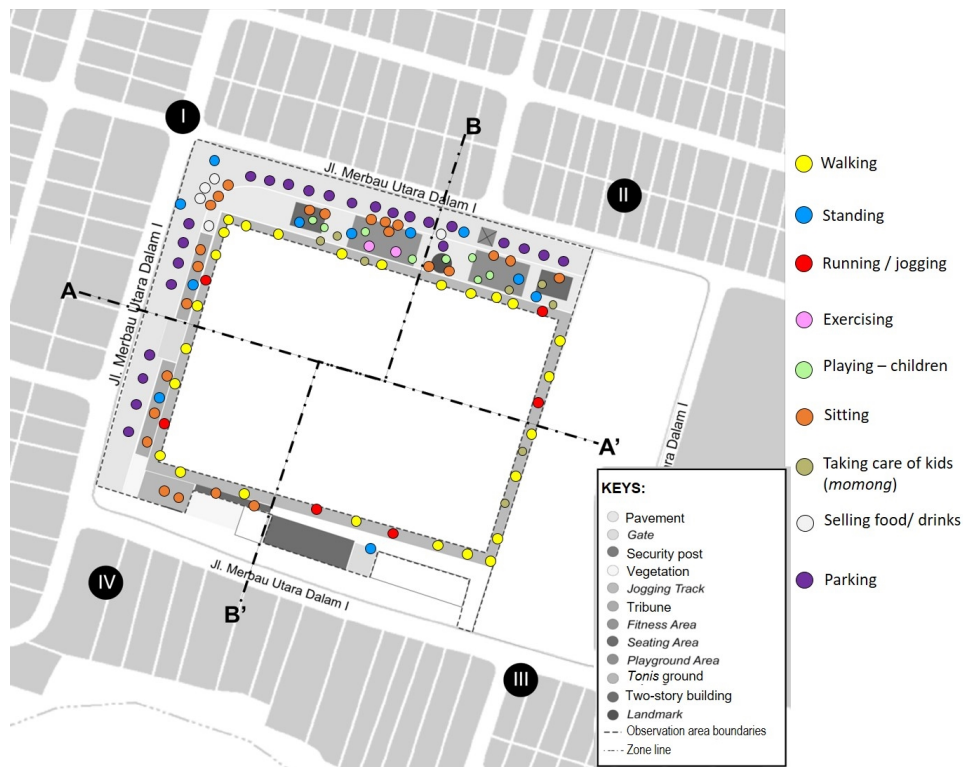 I
B
II
Jl. Merbau Utara Dalam I
A
Jl. Merbau Utara Dalam I
A'
ara Dalam I
IV
B'
Jl. Merbau Utara Dalam I
III
Walking
Standing
Running / jogging
Exercising
Playing – children
Sitting
Taking care of kids
(momong)
Selling food/ drinks
Parking
KEYS:
Pavement
Gate
Security post
Vegetation
Jogging Track
Tribune
Fitness Area
Seating Area
Playground Area
Tonis ground
Two-story building
Landmark
Observation area boundaries
Zone line